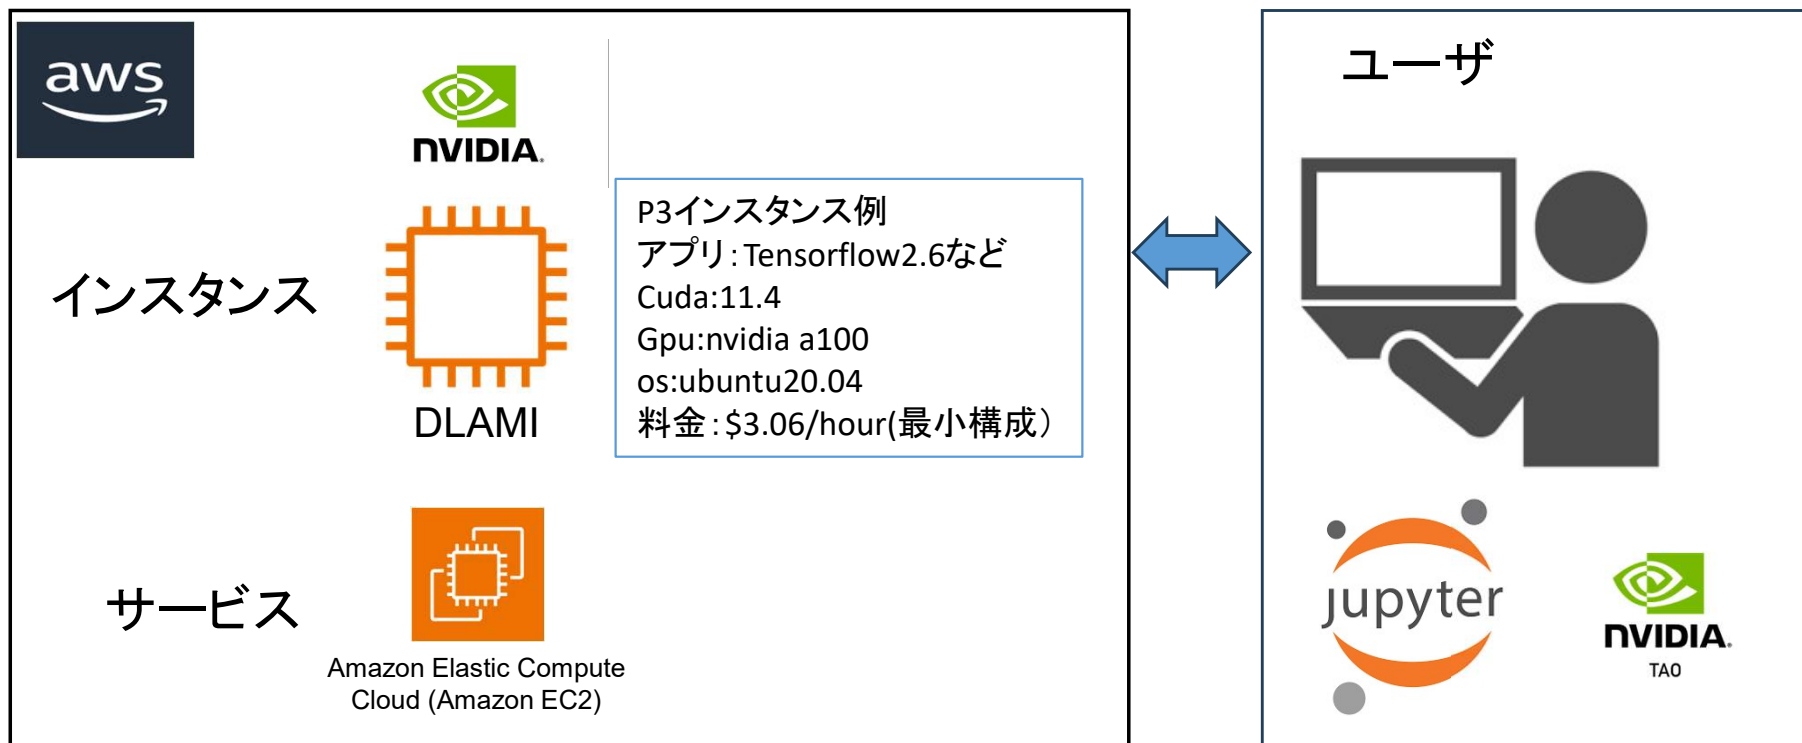 aws
NVIDIA.
インスタンス
DLAMI
P3インスタンス例
アプリ：Tensorflow2.6など
Cuda:11.4
Gpu:nvidia a100
os:ubuntu20.04
料金：$3.06/hour(最小構成）
サービス
Amazon Elastic Compute
Cloud (Amazon EC2)
ユーザ
jupyter
NVIDIA.
TAO